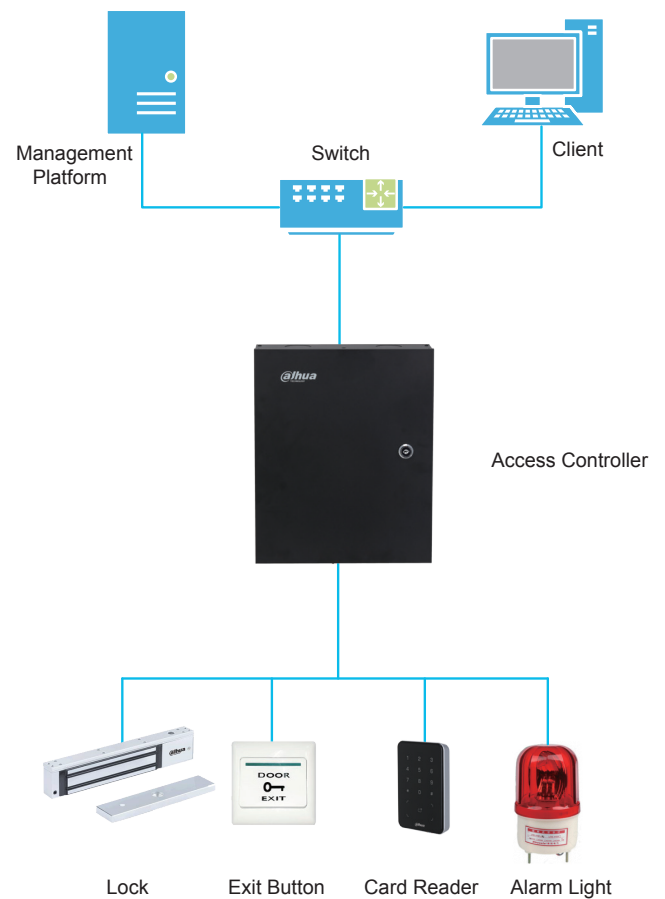 Management
Platform
Switch
Client
alhua
Access Controller
alhua
DOOR
EXIT
alhua
Lock
Exit Button
Card Reader
Alarm Light